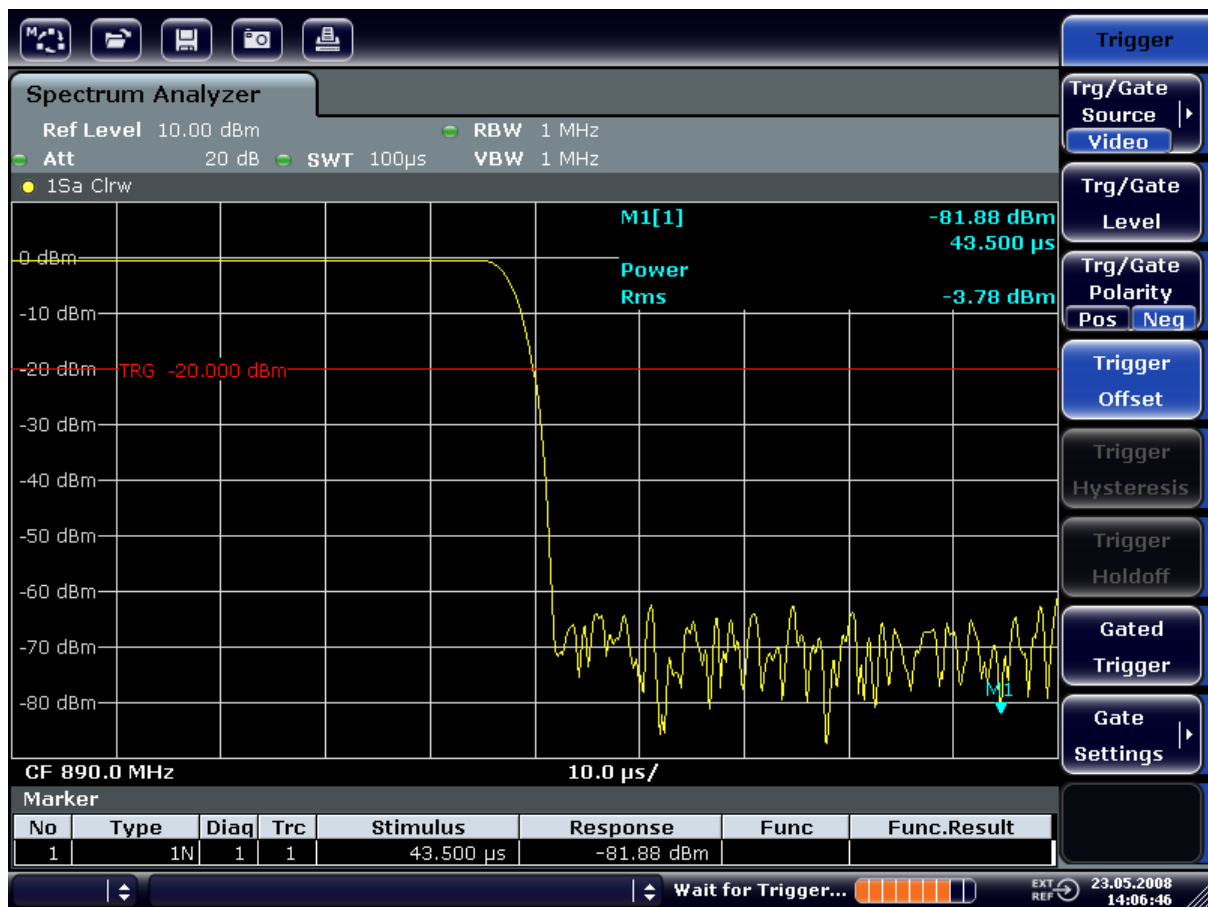 M
Trigger
Spectrum Analyzer
Ref Level 10.00 dBm RBW 1 MHz
Att 20 dB SWT 100µs VBW 1 MHz
1Sa Clrw
M1[1] -81.88 dBm
43.500 µs
Power
Rms -3.78 dBm
0 dBm
-10 dBm
-20 dBm
TRG -20.000 dBm
-30 dBm
-40 dBm
-50 dBm
-60 dBm
-70 dBm
-80 dBm
M1
CF 890.0 MHz 10.0 µs/
Marker
No Type Diag Trc Stimulus Response Func Func.Result
1 1N 1 1 43.500 µs -81.88 dBm
Wait for Trigger...
EXT REF
23.05.2008
14:06:46
Trg/Gate
Source
Video
Trg/Gate
Level
Trg/Gate
Polarity
Pos Neg
Trigger
Offset
Trigger
Hysteresis
Trigger
Holdoff
Gated
Trigger
Gate
Settings